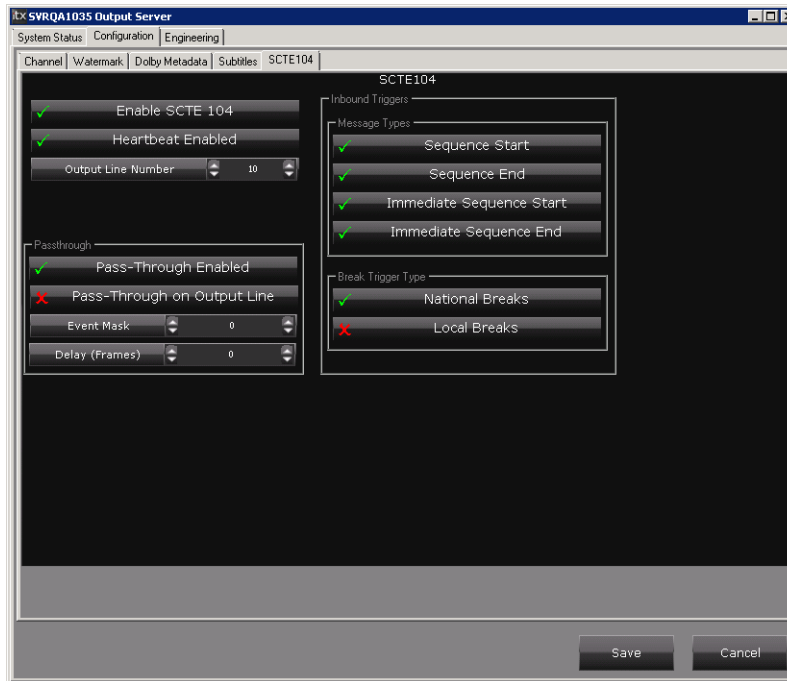 itx SVRQA1035 Output Server
System Status Configuration Engineering
Channel Watermark Dolby Metadata Subtitles SCTE104
SCTE104
Enable SCTE 104
Heartbeat Enabled
Output Line Number 10
Passthrough
Pass-Through Enabled
Pass-Through on Output Line
Event Mask 0
Delay (Frames) 0
Inbound Triggers
Message Types
Sequence Start
Sequence End
Immediate Sequence Start
Immediate Sequence End
Break Trigger Type
National Breaks
Local Breaks
Save Cancel